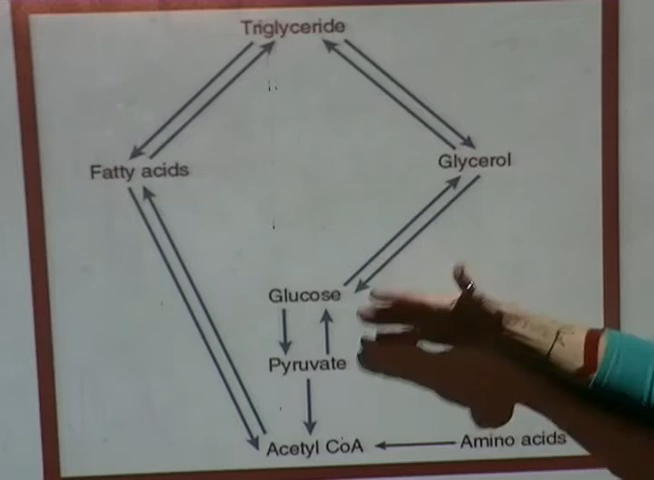 Triglyceride
Fatty acids
Glycerol
Glucose
Pyruvate
Acetyl CoA
Amino acids